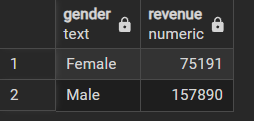 gender revenue
text numeric
1 Female 75191
2 Male 157890